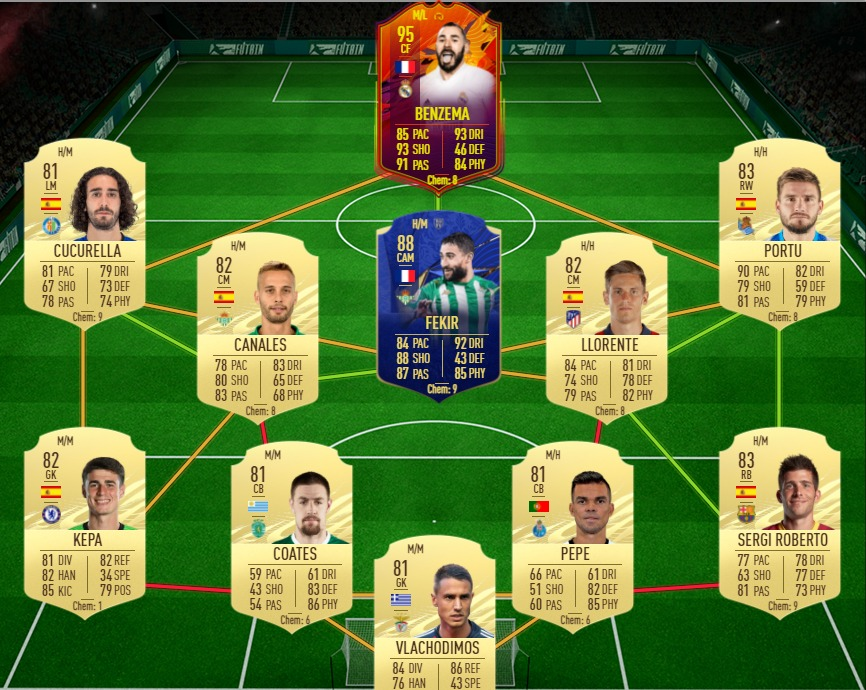 FUTBIN
FUTBIN
FUTBIN
FUTBIN
M/L
95
CF
BENZEMA
85 PAC 93 DRI
93 SHO 46 DEF
91 PAS 84 PHY
Chem: 8
H/M
81
LM
CUCURELLA
81 PAC 79 DRI
67 SHO 73 DEF
78 PAS 74 PHY
Chem: 9
H/H
83
RW
PORTU
90 PAC 82 DRI
79 SHO 59 DEF
81 PAS 79 PHY
Chem: 8
H/M
82
CM
CANALES
78 PAC 83 DRI
80 SHO 65 DEF
83 PAS 68 PHY
Chem: 8
H/M
88
CAM
FEKIR
84 PAC 92 DRI
88 SHO 43 DEF
87 PAS 85 PHY
Chem: 9
H/H
82
CM
LLORENTE
84 PAC 81 DRI
74 SHO 78 DEF
79 PAS 82 PHY
Chem: 8
M/M
82
GK
KEPA
81 DIV 82 REF
82 HAN 34 SPE
85 KIC 79 POS
Chem: 1
M/M
81
CB
COATES
59 PAC 61 DRI
43 SHO 83 DEF
54 PAS 86 PHY
Chem: 6
M/H
81
CB
PEPE
66 PAC 61 DRI
51 SHO 82 DEF
60 PAS 85 PHY
Chem: 6
H/M
83
RB
SERGI ROBERTO
77 PAC 78 DRI
63 SHO 77 DEF
81 PAS 73 PHY
Chem: 9
M/M
81
GK
VLACHODIMOS
84 DIV 86 REF
76 HAN 43 SPE